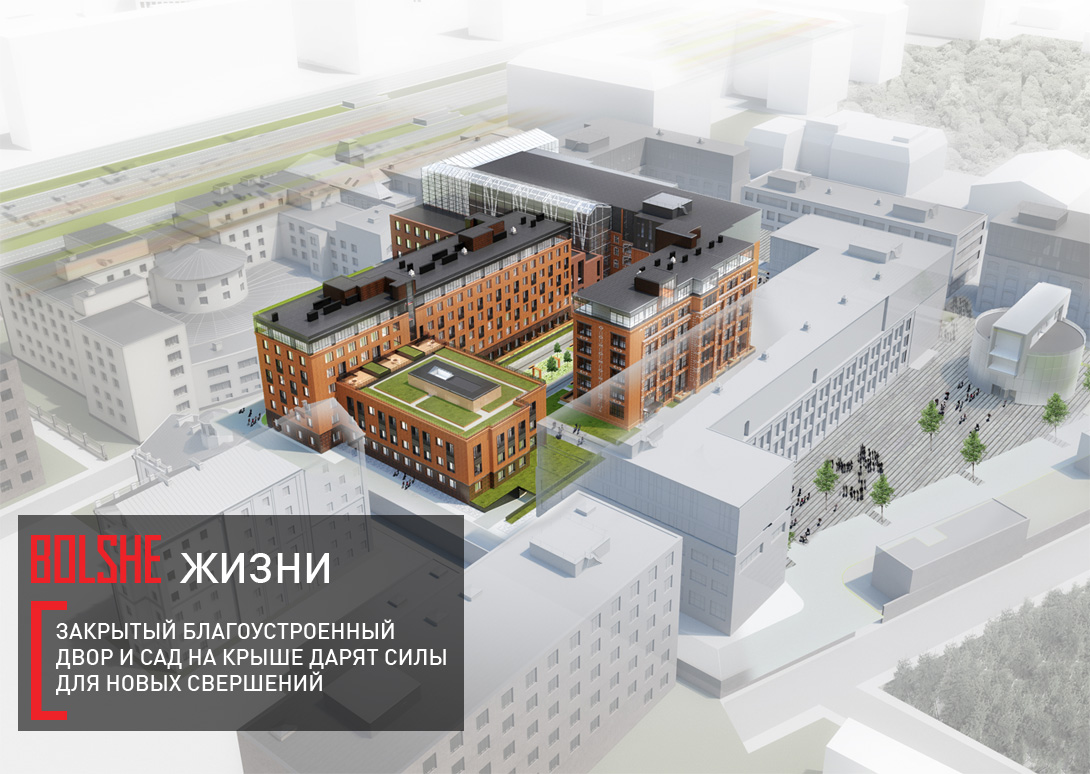 BOLSHE ЖИЗНИ
ЗАКРЫТЫЙ БЛАГОУСТРОЕННЫЙ
ДВОР И САД НА КРЫШЕ ДАРЯТ СИЛЫ
ДЛЯ НОВЫХ СВЕРШЕНИЙ